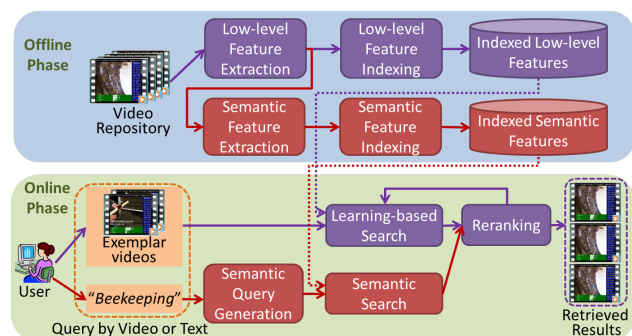 Offline
Phase
Video
Repository
Low-level
Feature
Extraction
Low-level
Feature
Indexing
Indexed Low-level
Features
Semantic
Feature
Extraction
Semantic
Feature
Indexing
Indexed Semantic
Features
Online
Phase
User
Exemplar
videos
“Beekeeping”
Query by Video or Text
Semantic
Query
Generation
Learning-based
Search
Semantic
Search
Reranking
Retrieved
Results